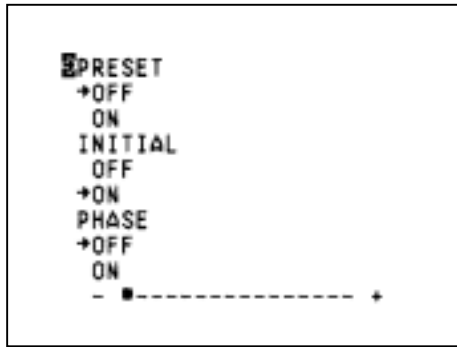 PRESET
→OFF
ON
INITIAL
OFF
→ON
PHASE
→OFF
ON
- ■--------------- +